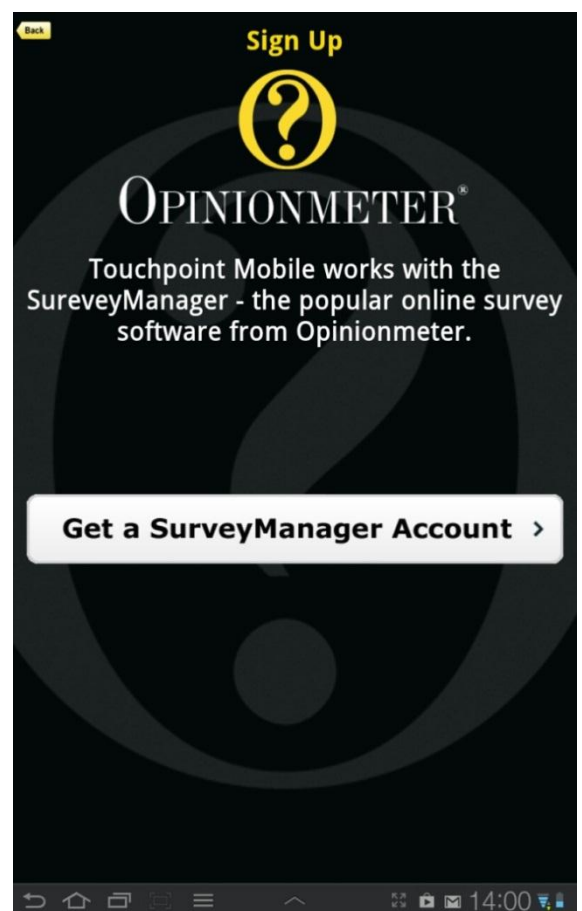 Back
Sign Up
OPINIONMETER®
Touchpoint Mobile works with the
SureveyManager - the popular online survey
software from Opinionmeter.
Get a SurveyManager Account
14:00